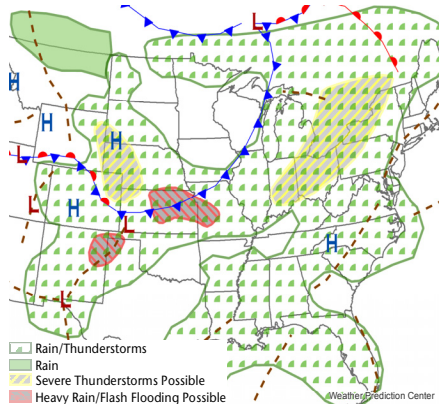 L
H
H
H
L
L
H
L
H
L
L
Rain/Thunderstorms
Rain
Severe Thunderstorms Possible
Weather Prediction Center
Heavy Rain/Flash Flooding Possible